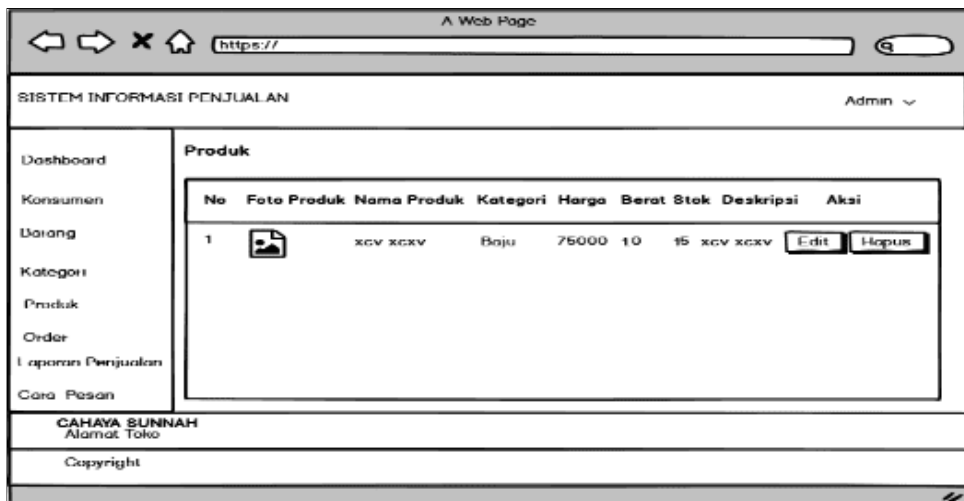 A Web Page
https://
SISTEM INFORMASI PENJUALAN
Admin
Dashboard
Konsumen
Barang
Kategori
Produk
Order
Laporan Penjualan
Cara Pesan
Produk
No Foto Produk Nama Produk Kategori Harga Berat Stok Deskripsi Aksi
1 xcv xcxv Baju 75000 10 15 xcv xcxv Edit Hapus
CAHAYA SUNNAH
Alamat Toko
Copyright